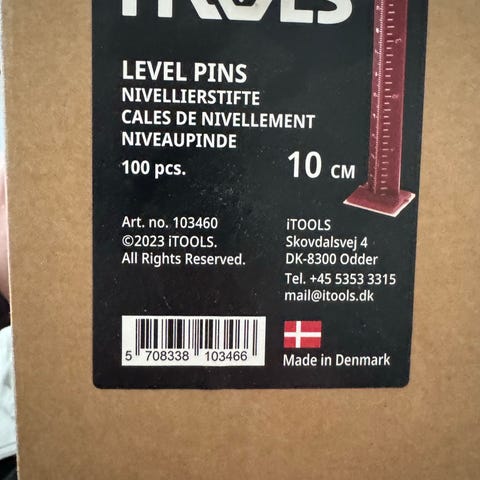 iTOOLS
LEVEL PINS
NIVELLIERSTIFTE
CALES DE NIVELLEMENT
NIVEAUPINDE
100 pcs.
10 CM
Art. no. 103460
©2023 iTOOLS.
All Rights Reserved.
iTOOLS
Skovdalsvej 4
DK-8300 Odder
Tel. +45 5353 3315
mail@itools.dk
5 708338 103466
Made in Denmark